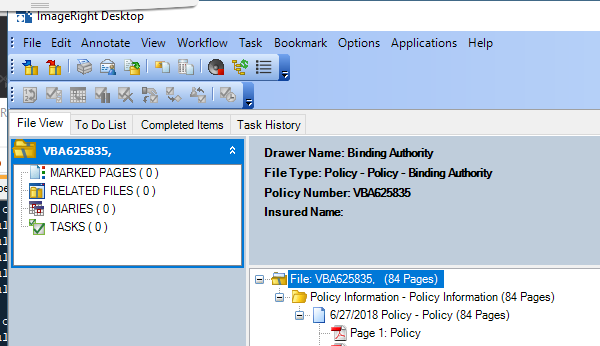 ImageRight Desktop
File Edit Annotate View Workflow Task Bookmark Options Applications Help
File View To Do List Completed Items Task History
VBA625835,
MARKED PAGES ( 0 )
RELATED FILES ( 0 )
DIARIES ( 0 )
TASKS ( 0 )
Drawer Name: Binding Authority
File Type: Policy - Policy - Binding Authority
Policy Number: VBA625835
Insured Name:
File: VBA625835, (84 Pages)
Policy Information - Policy Information (84 Pages)
6/27/2018 Policy - Policy (84 Pages)
Page 1: Policy